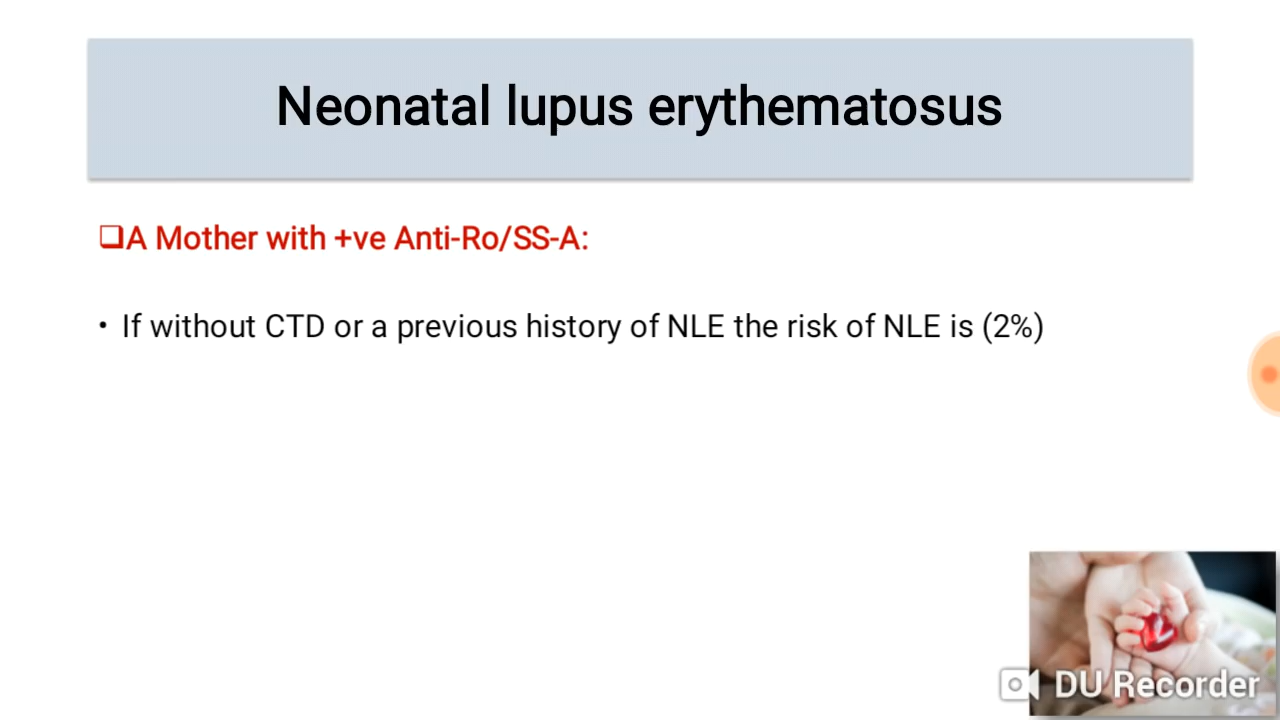 Neonatal lupus erythematosus
❑A Mother with +ve Anti-Ro/SS-A:
• If without CTD or a previous history of NLE the risk of NLE is (2%)
DU Recorder